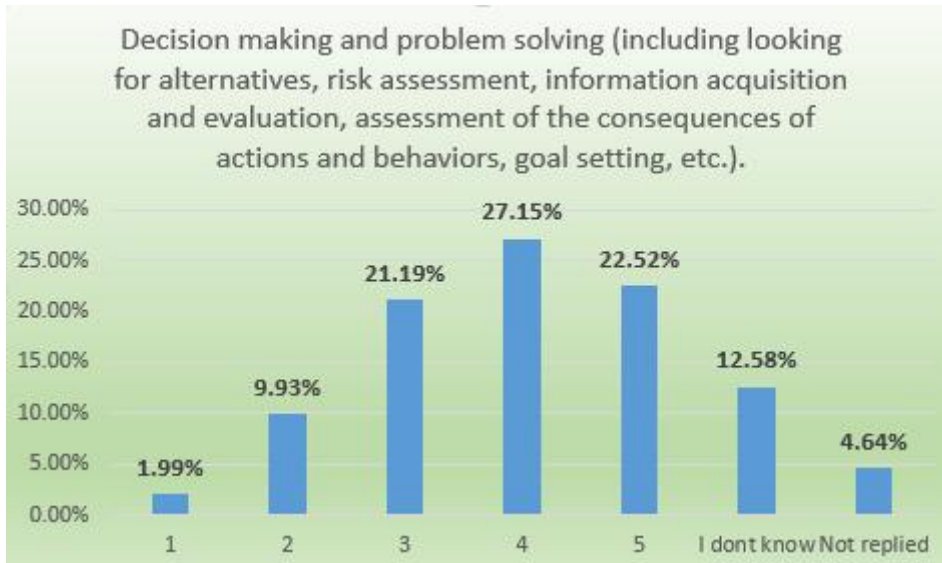 Decision making and problem solving (including looking
for alternatives, risk assessment, information acquisition
and evaluation, assessment of the consequences of
actions and behaviors, goal setting, etc.).
30.00%
25.00%
20.00%
15.00%
10.00%
5.00%
0.00%
1.99%
9.93%
21.19%
27.15%
22.52%
12.58%
4.64%
1 2 3 4 5 I dont know Not replied